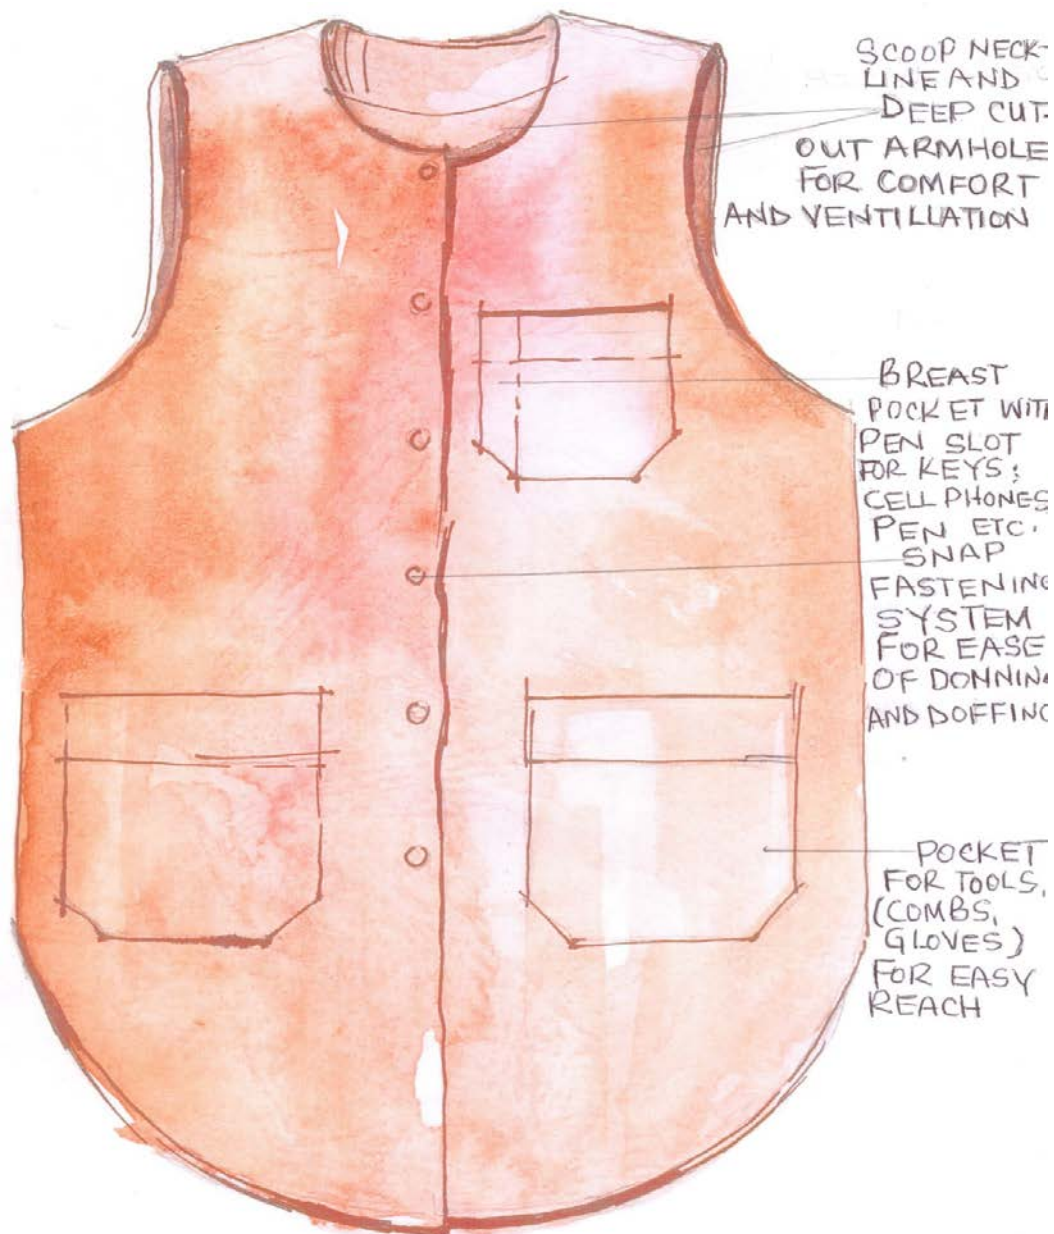 SCOOP NECK-
LINE AND
DEEP CUT-
OUT ARMHOLE
FOR COMFORT
AND VENTILLATION
BREAST
POCKET WITH
PEN SLOT
FOR KEYS;
CELL PHONES
PEN ETC.
SNAP
FASTENING
SYSTEM
FOR EASE
OF DONNING
AND DOFFING
POCKET
FOR TOOLS,
(COMBS,
GLOVES)
FOR EASY
REACH